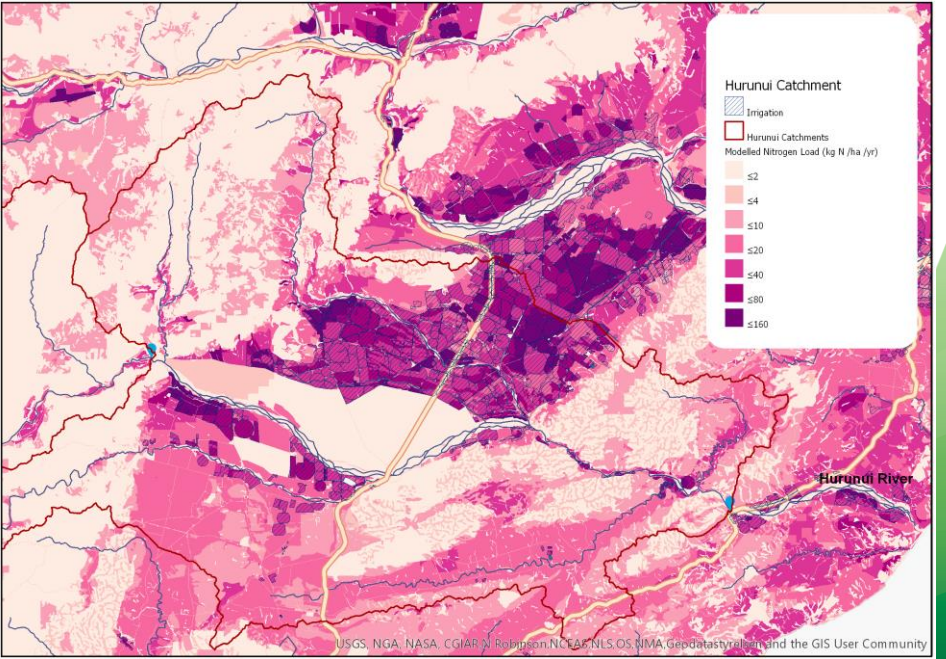 Hurunui Catchment
Irrigation
Hurunui Catchments
Modelled Nitrogen Load (kg N /ha /yr)
≤2
≤4
≤10
≤20
≤40
≤80
≤160
Hurunui River
USGS, NGA, NASA, CGIAR,N Robinson,NCEAS,NLS,OS,NMA,Geodatastyrelsen and the GIS User Community